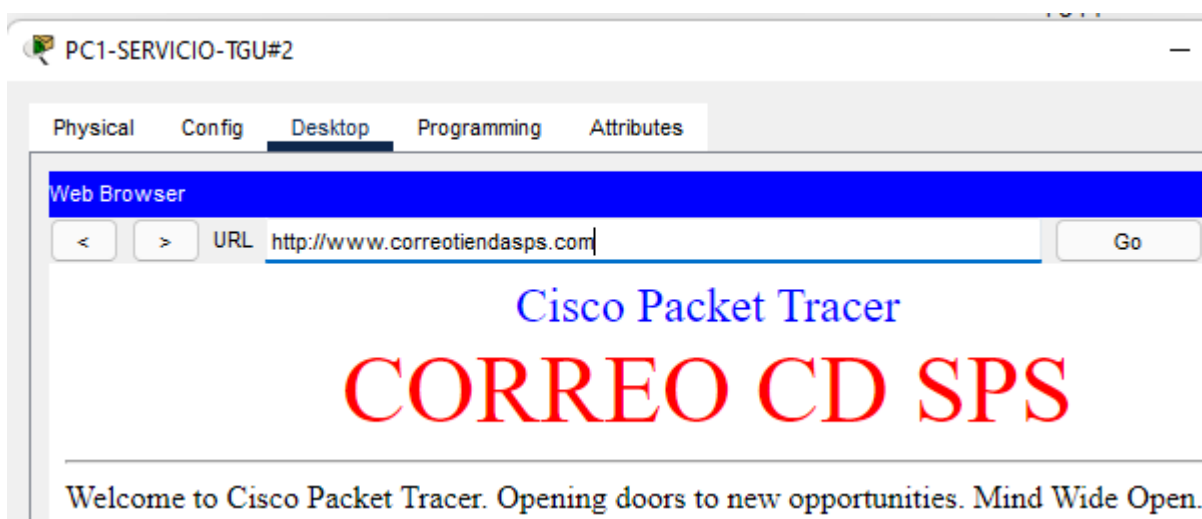 PC1-SERVICIO-TGU#2
Physical Config Desktop Programming Attributes
Web Browser
< > URL http://www.correotiendasps.com Go
Cisco Packet Tracer
CORREO CD SPS
Welcome to Cisco Packet Tracer. Opening doors to new opportunities. Mind Wide Open.